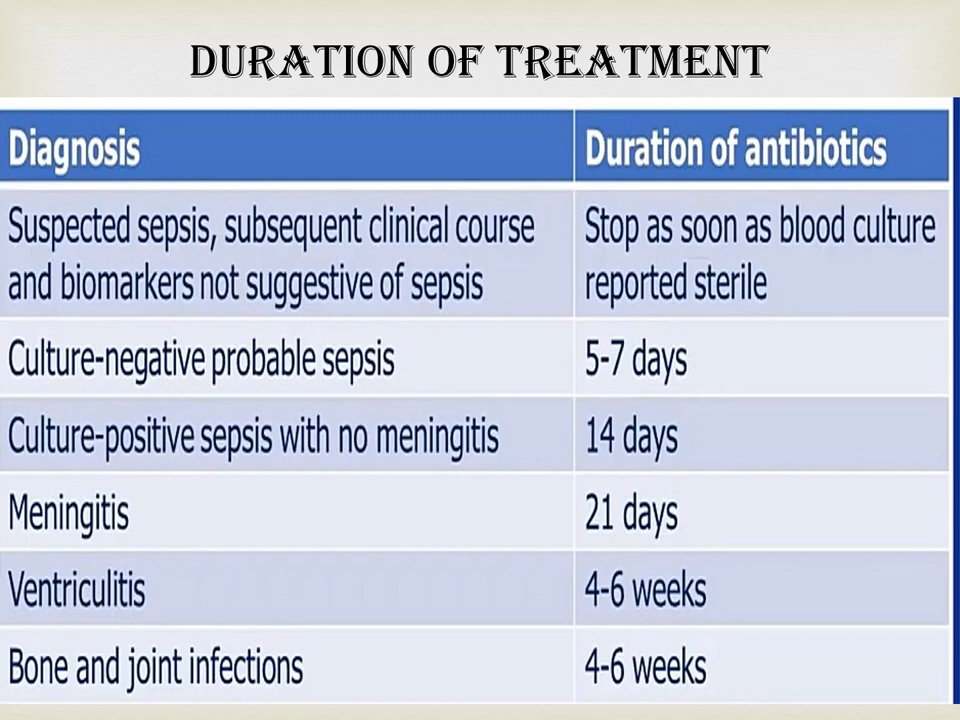 DURATION OF TREATMENT
Diagnosis
Duration of antibiotics
Suspected sepsis, subsequent clinical course
and biomarkers not suggestive of sepsis
Stop as soon as blood culture
reported sterile
Culture-negative probable sepsis
5-7 days
Culture-positive sepsis with no meningitis
14 days
Meningitis
21 days
Ventriculitis
4-6 weeks
Bone and joint infections
4-6 weeks